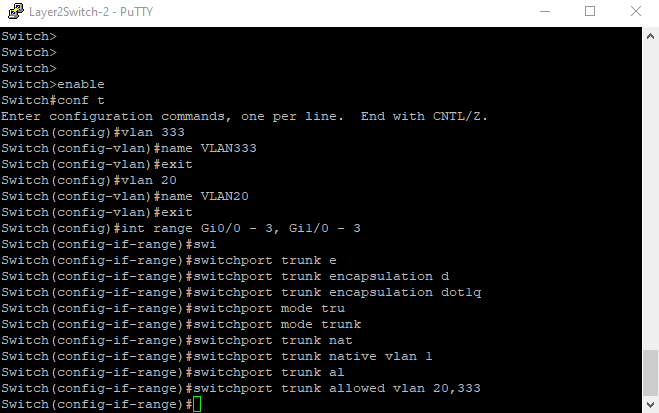 Layer2Switch-2 - PuTTY
Switch>
Switch>
Switch>
Switch>enable
Switch#conf t
Enter configuration commands, one per line.  End with CNTL/Z.
Switch(config)#vlan 333
Switch(config-vlan)#name VLAN333
Switch(config-vlan)#exit
Switch(config)#vlan 20
Switch(config-vlan)#name VLAN20
Switch(config-vlan)#exit
Switch(config)#int range Gi0/0 - 3, Gi1/0 - 3
Switch(config-if-range)#swi
Switch(config-if-range)#switchport trunk e
Switch(config-if-range)#switchport trunk encapsulation d
Switch(config-if-range)#switchport trunk encapsulation dot1q
Switch(config-if-range)#switchport mode tru
Switch(config-if-range)#switchport mode trunk
Switch(config-if-range)#switchport trunk nat
Switch(config-if-range)#switchport trunk native vlan 1
Switch(config-if-range)#switchport trunk al
Switch(config-if-range)#switchport trunk allowed vlan 20,333
Switch(config-if-range)#